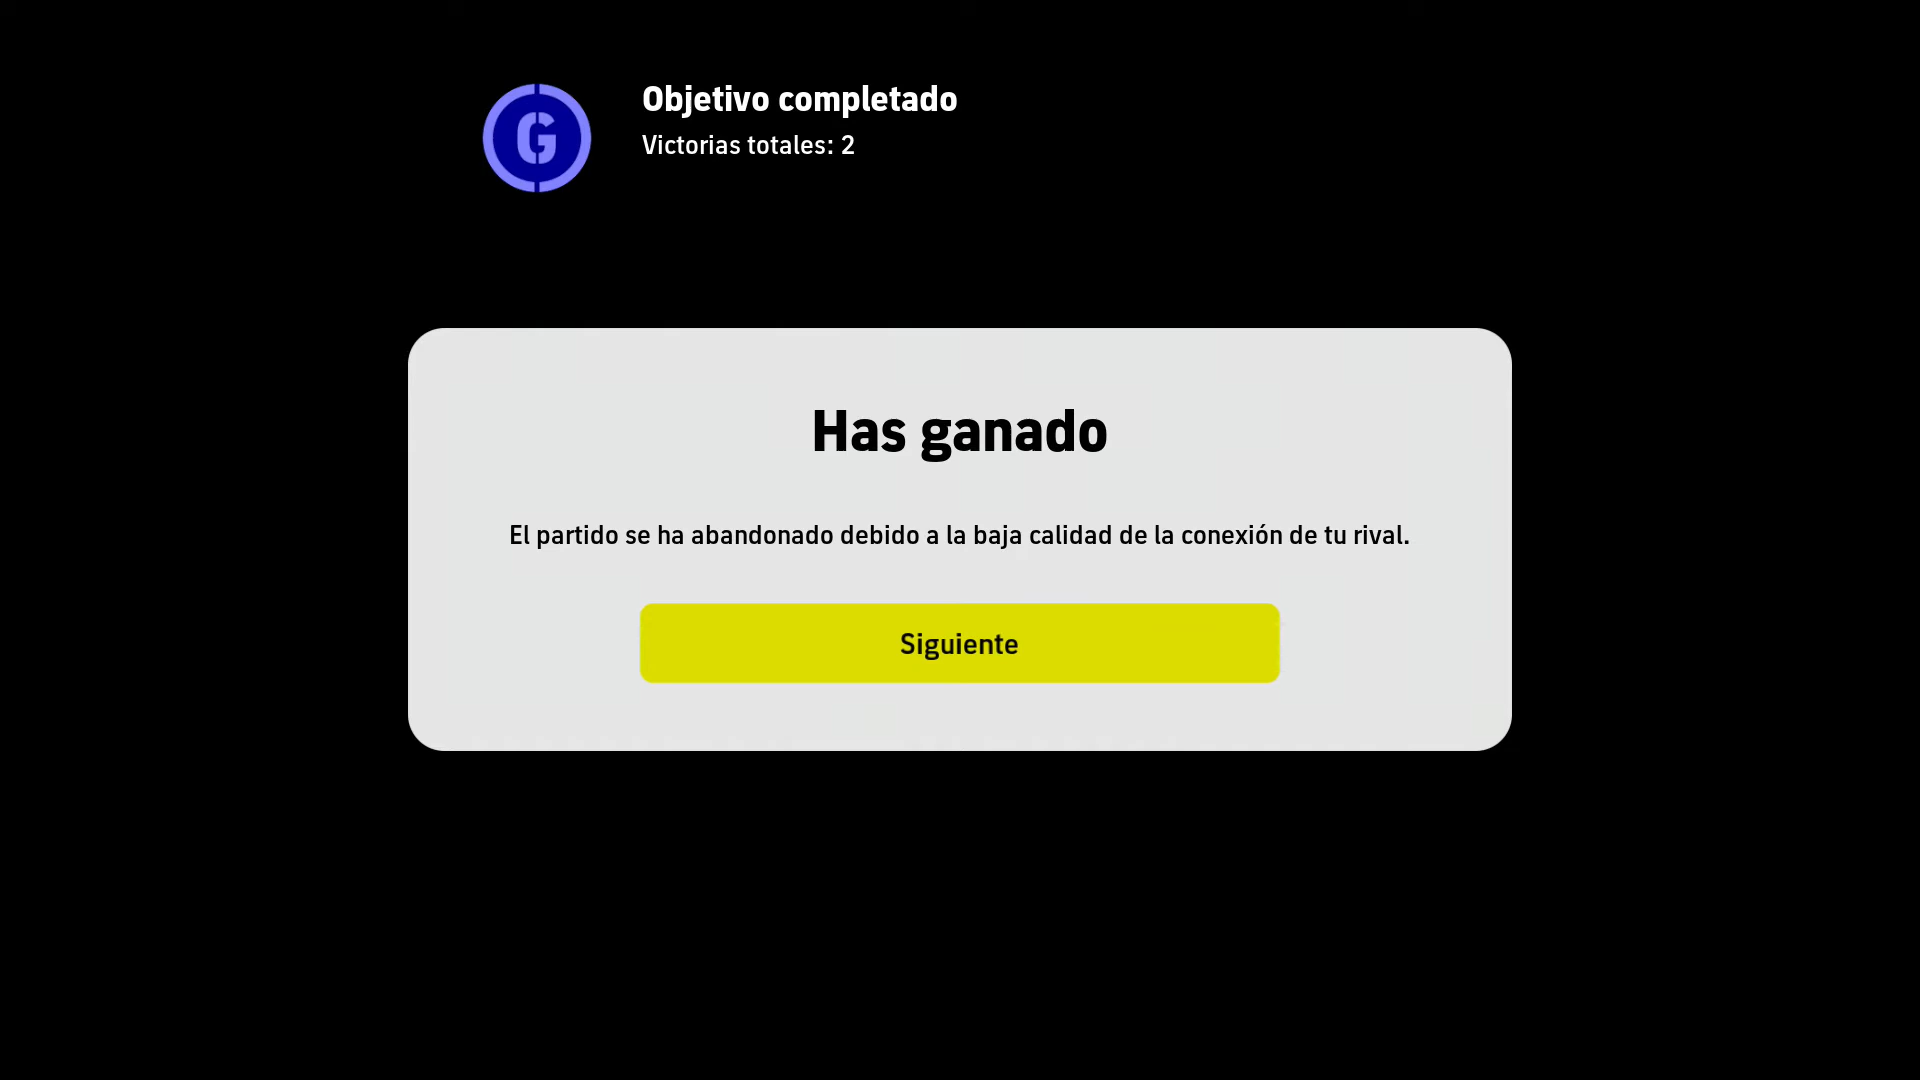 G
Objetivo completado
Victorias totales: 2
Has ganado
El partido se ha abandonado debido a la baja calidad de la conexión de tu rival.
Siguiente